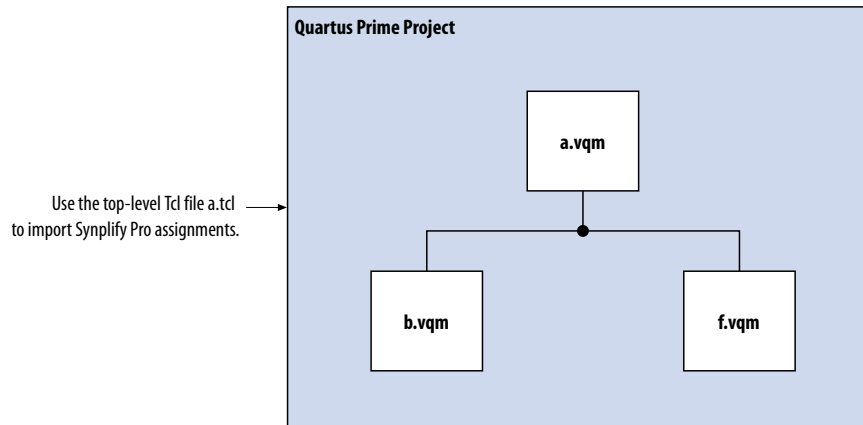 Quartus Prime Project
a.vqm
Use the top-level Tcl file a.tcl
to import Synplify Pro assignments.
b.vqm
f.vqm